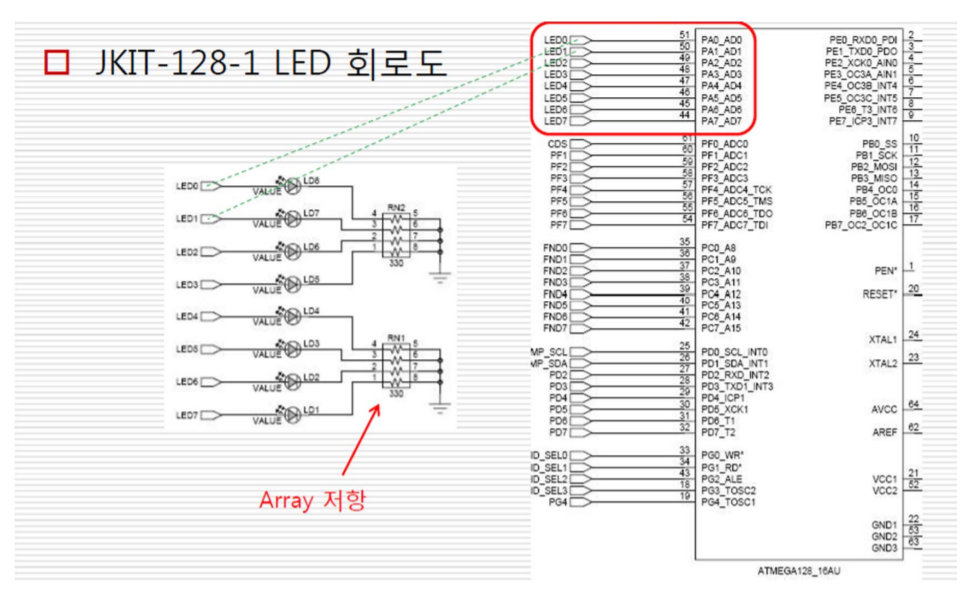 JKIT-128-1 LED 회로도
LED0 VALUE LD8
LED1 VALUE LD7
LED2 VALUE LD6
LED3 VALUE LD5
RN2
4 5
3 6
2 7
1 8
330
LED4 VALUE LD4
LED5 VALUE LD3
LED6 VALUE LD2
LED7 VALUE LD1
RN1
4 5
3 6
2 7
1 8
330
Array 저항
LED0 51 PA0_AD0
LED1 50 PA1_AD1
LED2 49 PA2_AD2
LED3 48 PA3_AD3
LED4 47 PA4_AD4
LED5 46 PA5_AD5
LED6 45 PA6_AD6
LED7 44 PA7_AD7
CDS 61 PF0_ADC0
PF1 60 PF1_ADC1
PF2 59 PF2_ADC2
PF3 58 PF3_ADC3
PF4 57 PF4_ADC4_TCK
PF5 56 PF5_ADC5_TMS
PF6 55 PF6_ADC6_TDO
PF7 54 PF7_ADC7_TDI
FND0 35 PC0_A8
FND1 36 PC1_A9
FND2 37 PC2_A10
FND3 38 PC3_A11
FND4 39 PC4_A12
FND5 40 PC5_A13
FND6 41 PC6_A14
FND7 42 PC7_A15
MP_SCL 25 PD0_SCL_INT0
MP_SDA 26 PD1_SDA_INT1
PD2 27 PD2_RXD_INT2
PD3 28 PD3_TXD1_INT3
PD4 29 PD4_ICP1
PD5 30 PD5_XCK1
PD6 31 PD6_T1
PD7 32 PD7_T2
ID_SEL0 33 PG0_WR*
ID_SEL1 34 PG1_RD*
ID_SEL2 43 PG2_ALE
ID_SEL3 18 PG3_TOSC2
PG4 19 PG4_TOSC1
PE0_RXD0_PDI 2
PE1_TXD0_PDO 3
PE2_XCK0_AIN0 4
PE3_OC3A_AIN1 5
PE4_OC3B_INT4 6
PE5_OC3C_INT5 7
PE6_T3_INT6 8
PE7_ICP3_INT7 9
PB0_SS 10
PB1_SCK 11
PB2_MOSI 12
PB3_MISO 13
PB4_OC0 14
PB5_OC1A 15
PB6_OC1B 16
PB7_OC2_OC1C 17
PEN* 1
RESET* 20
XTAL1 24
XTAL2 23
AVCC 64
AREF 62
VCC1 21
VCC2 52
GND1 22
GND2 53
GND3 63
ATMEGA128_16AU